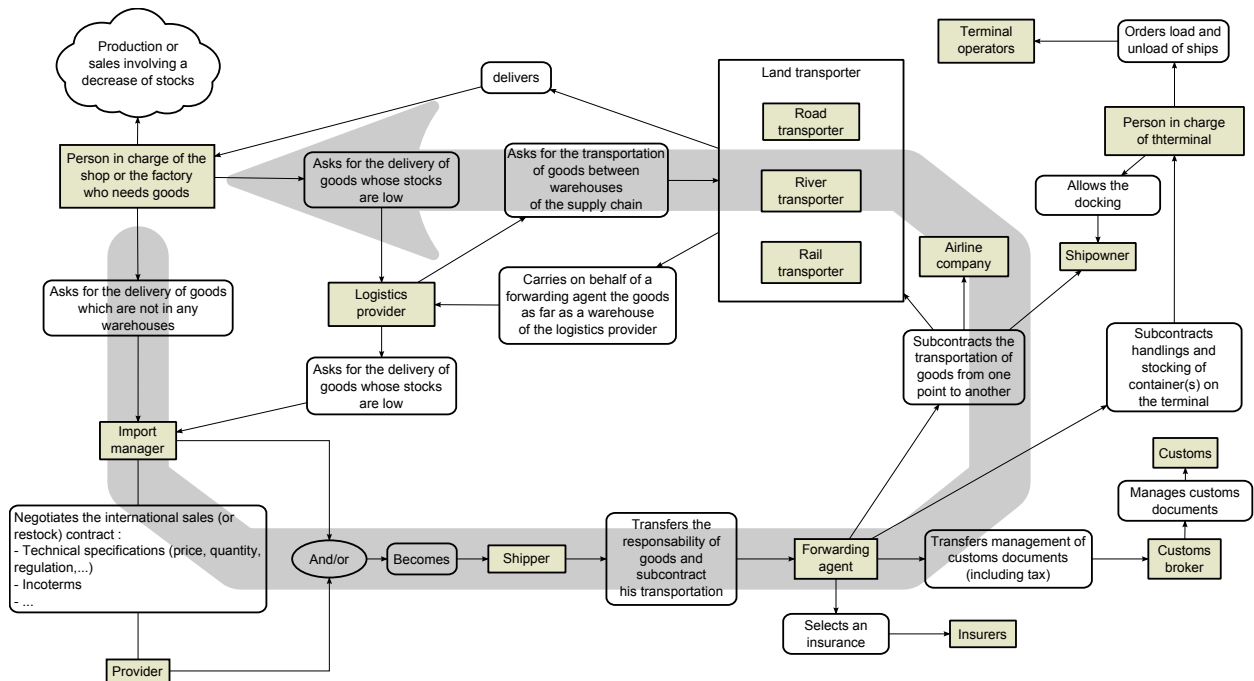 Production or
sales involving a
decrease of stocks
Terminal
operators
Orders load and
unload of ships
delivers
Land transporter
Road
transporter
River
transporter
Rail
transporter
Person in charge of the
shop or the factory
who needs goods
Asks for the delivery of
goods whose stocks
are low
Asks for the transportation
of goods between
warehouses
of the supply chain
Person in charge
of thterminal
Allows the
docking
Airline
company
Shipowner
Asks for the delivery of goods
which are not in any
warehouses
Logistics
provider
Carries on behalf of a
forwarding agent the goods
as far as a warehouse
of the logistics provider
Subcontracts the
transportation of
goods from one
point to another
Subcontracts
handlings and
stocking of
container(s) on
the terminal
Asks for the delivery of
goods whose stocks
are low
Import
manager
Customs
Manages customs
documents
Negotiates the international sales (or
restock) contract :
- Technical specifications (price, quantity,
regulation,...)
- Incoterms
- ...
And/or
Becomes
Shipper
Transfers the
responsability of
goods and
subcontract
his transportation
Forwarding
agent
Transfers management of
customs documents
(including tax)
Customs
broker
Selects an
insurance
Insurers
Provider